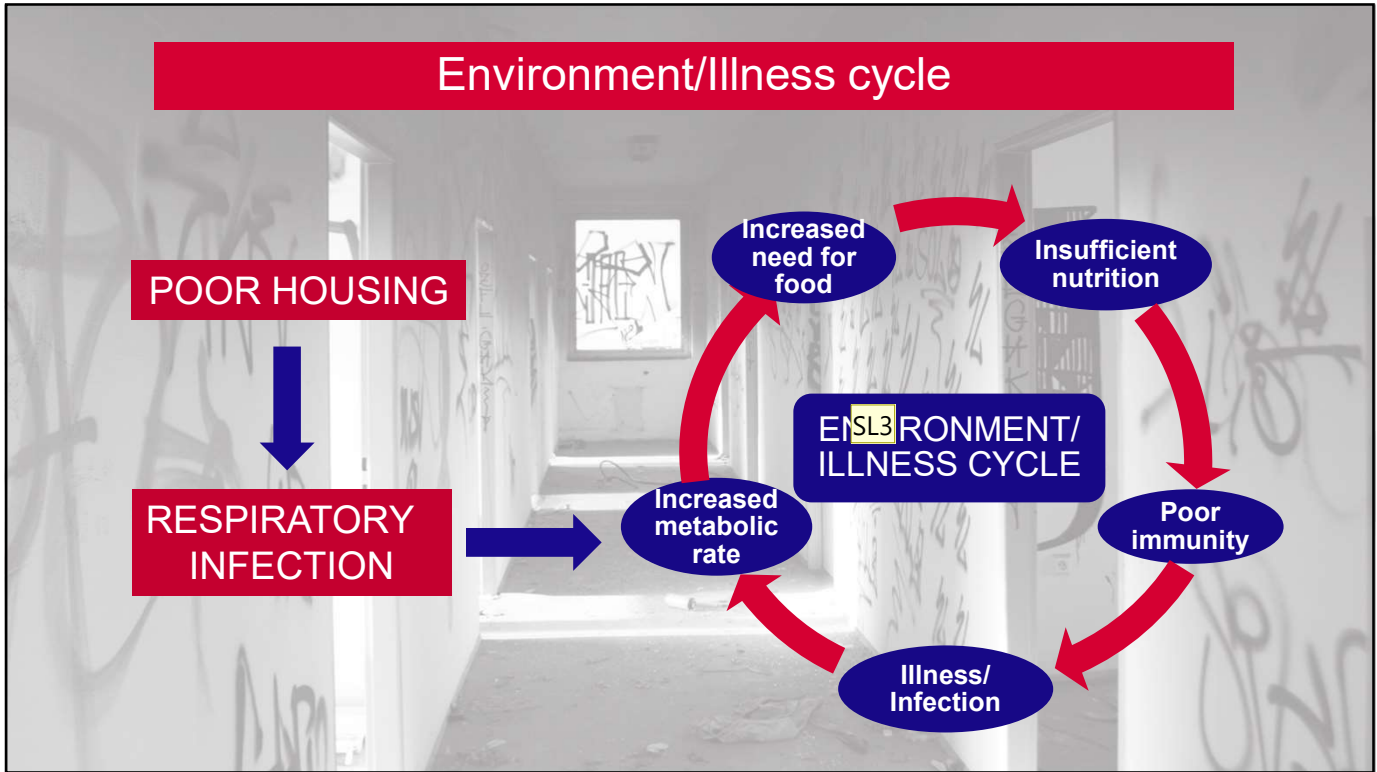 Environment/Illness cycle
POOR HOUSING
RESPIRATORY
INFECTION
Increased
need for
food
Insufficient
nutrition
EN
SL3
RONMENT/
ILLNESS CYCLE
Increased
metabolic
rate
Poor
immunity
Illness/
Infection